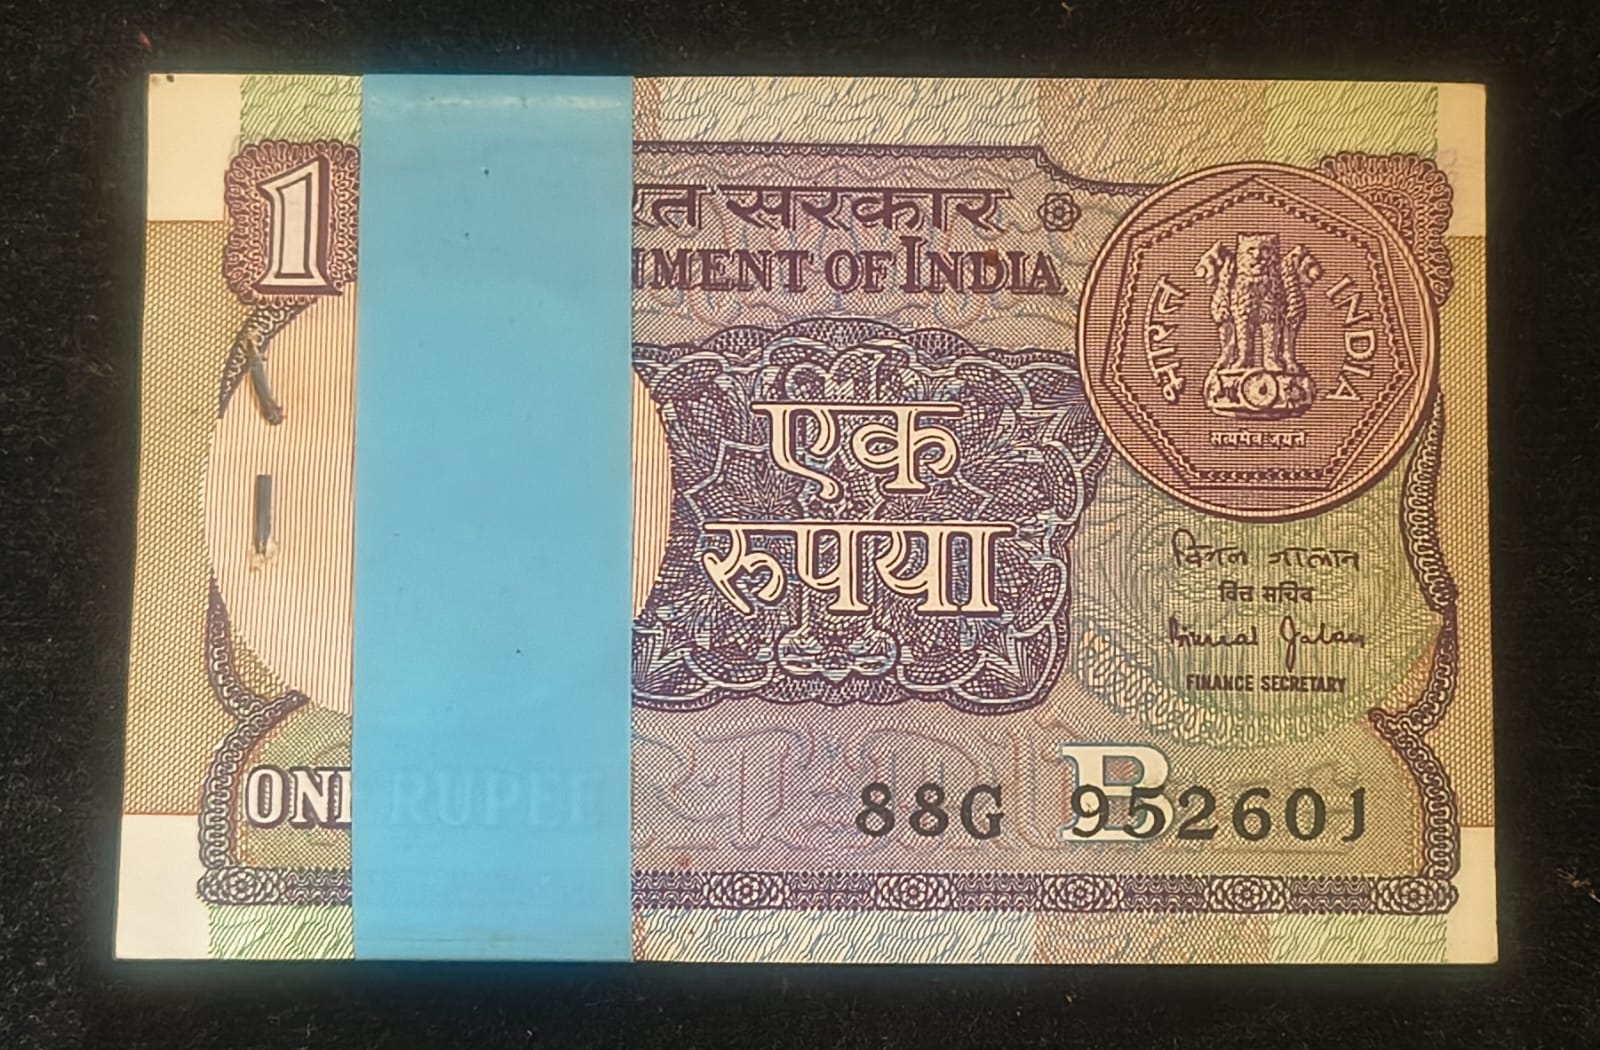 1
रत सरकार
NMENT OF INDIA
भारत INDIA
सत्यमेव जयते
एक
रुपया
बिमल जालान
वित्त सचिव
Bimal Jalan
FINANCE SECRETARY
B
ONE RUPEE
88G 952601